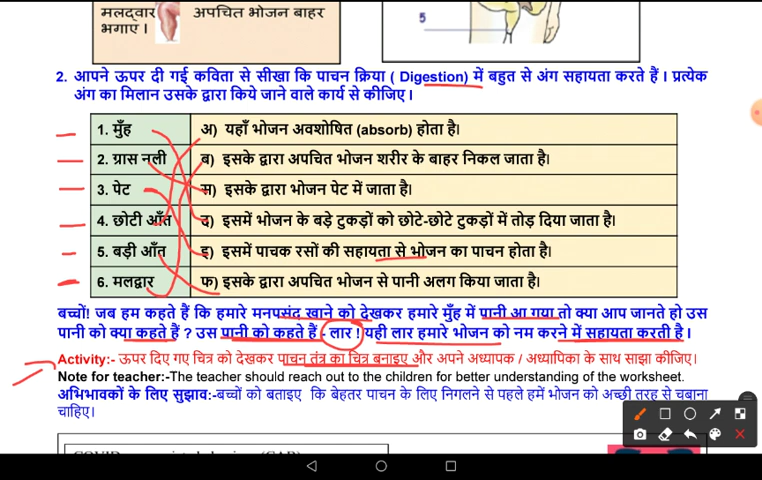 मलद्वार अपचित भोजन बाहर
भगाएं ।
5
2. आपने ऊपर दी गई कविता से सीखा कि पाचन क्रिया ( Digestion) में बहुत से अंग सहायता करते हैं । प्रत्येक
अंग का मिलान उसके द्वारा किये जाने वाले कार्य से कीजिए ।
1. मुँह अ) यहाँ भोजन अवशोषित (absorb) होता है।
2. ग्रास नली ब) इसके द्वारा अपचित भोजन शरीर के बाहर निकल जाता है।
3. पेट स) इसके द्वारा भोजन पेट में जाता है।
4. छोटी आँत द) इसमें भोजन के बड़े टुकड़ों को छोटे-छोटे टुकड़ों में तोड़ दिया जाता है।
5. बड़ी आँत इ) इसमें पाचक रसों की सहायता से भोजन का पाचन होता है।
6. मलद्वार फ) इसके द्वारा अपचित भोजन से पानी अलग किया जाता है।
बच्चों! जब हम कहते हैं कि हमारे मनपसंद खाने को देखकर हमारे मुँह में पानी आ गया तो क्या आप जानते हो उस
पानी को क्या कहते हैं ? उस पानी को कहते हैं - लार ! यही लार हमारे भोजन को नम करने में सहायता करती है ।
Activity:- ऊपर दिए गए चित्र को देखकर पाचन तंत्र का चित्र बनाइए और अपने अध्यापक / अध्यापिका के साथ साझा कीजिए।
Note for teacher:-The teacher should reach out to the children for better understanding of the worksheet.
अभिभावकों के लिए सुझाव:-बच्चों को बताइए कि बेहतर पाचन के लिए निगलने से पहले हमें भोजन को अच्छी तरह से चबाना
चाहिए।